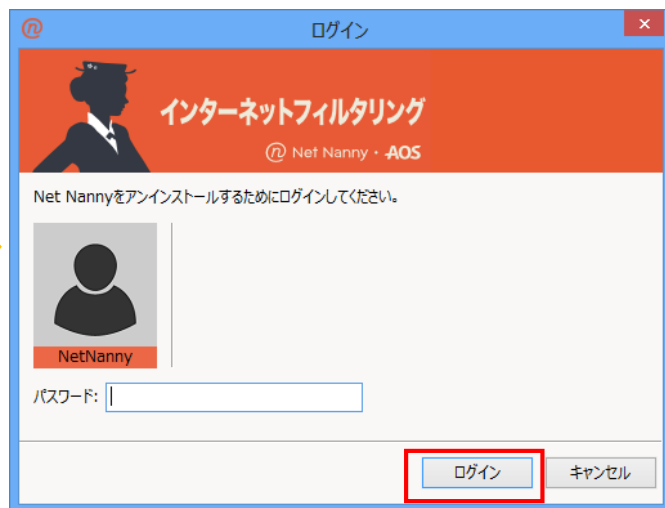 ログイン
インターネットフィルタリング
Net Nanny・AOS
Net Nannyをアンインストールするためにログインしてください。
NetNanny
パスワード:
ログイン キャンセル